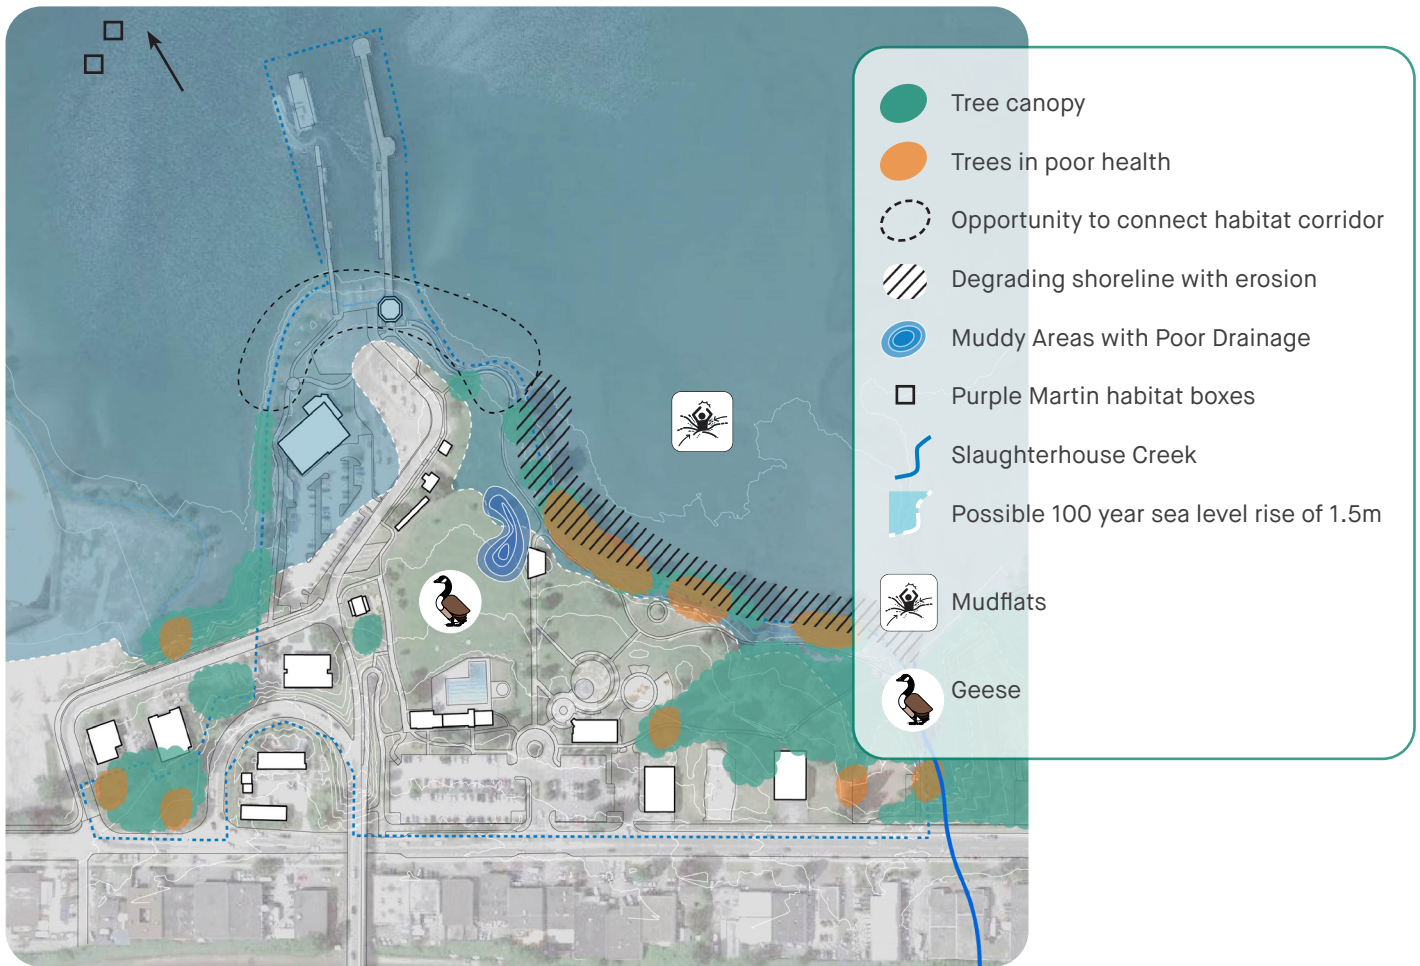 Tree canopy
Trees in poor health
Opportunity to connect habitat corridor
Degrading shoreline with erosion
Muddy Areas with Poor Drainage
Purple Martin habitat boxes
Slaughterhouse Creek
Possible 100 year sea level rise of 1.5m
Mudflats
Geese